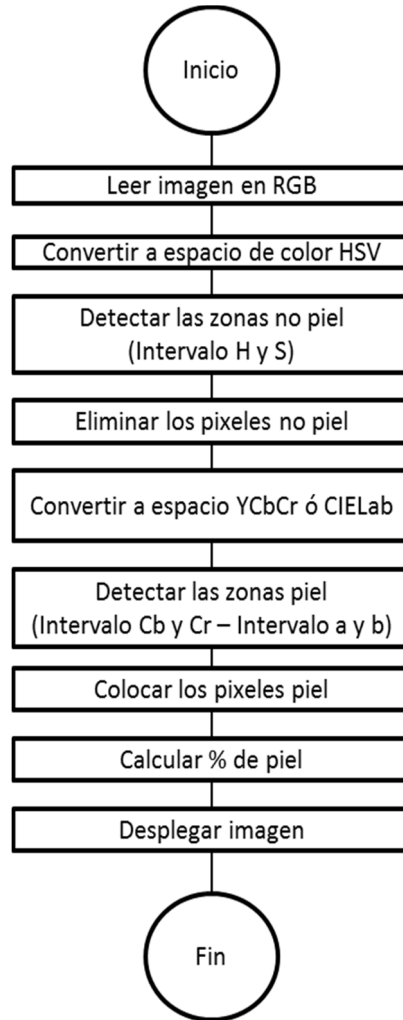 Inicio
Leer imagen en RGB
Convertir a espacio de color HSV
Detectar las zonas no piel
(Intervalo H y S)
Eliminar los pixeles no piel
Convertir a espacio YCbCr ó CIELab
Detectar las zonas piel
(Intervalo Cb y Cr – Intervalo a y b)
Colocar los pixeles piel
Calcular % de piel
Desplegar imagen
Fin